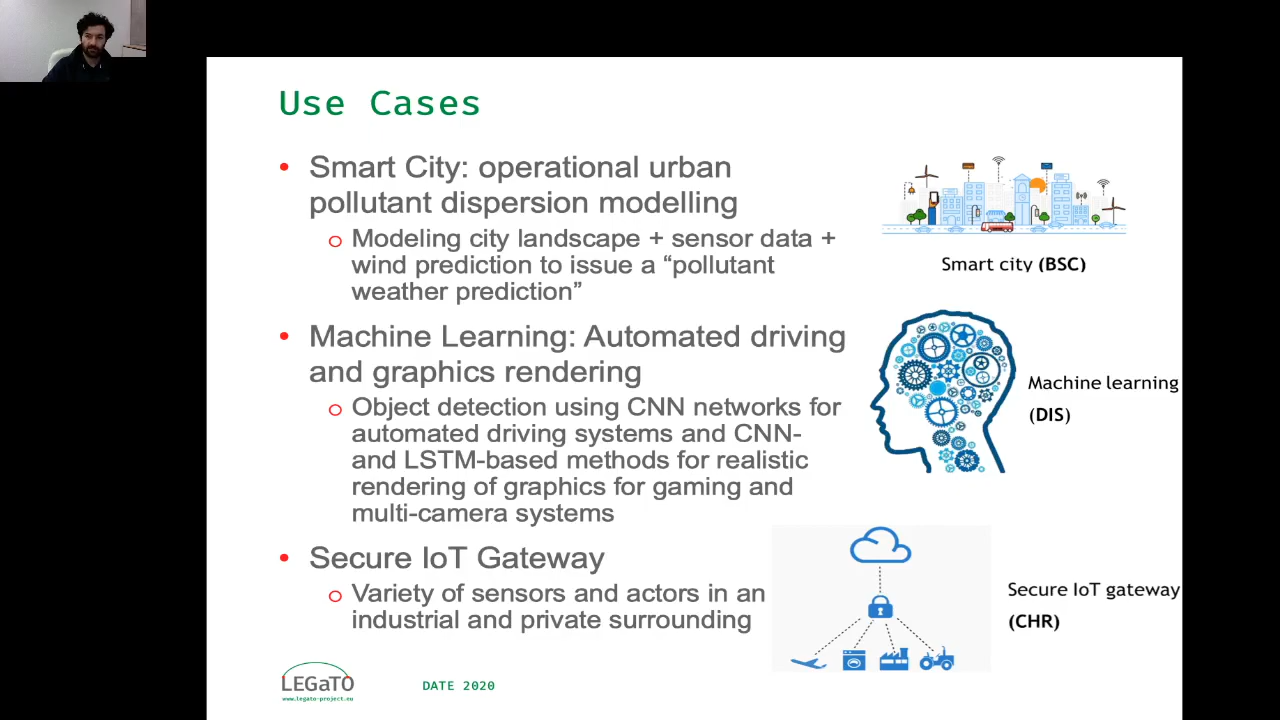 Use Cases
• Smart City: operational urban
pollutant dispersion modelling
o Modeling city landscape + sensor data +
wind prediction to issue a “pollutant
weather prediction”
Smart city (BSC)
• Machine Learning: Automated driving
and graphics rendering
o Object detection using CNN networks for
automated driving systems and CNN-
and LSTM-based methods for realistic
rendering of graphics for gaming and
multi-camera systems
Machine learning
(DIS)
• Secure IoT Gateway
o Variety of sensors and actors in an
industrial and private surrounding
Secure IoT gateway
(CHR)
LEGaTO
www.legato-project.eu
DATE 2020